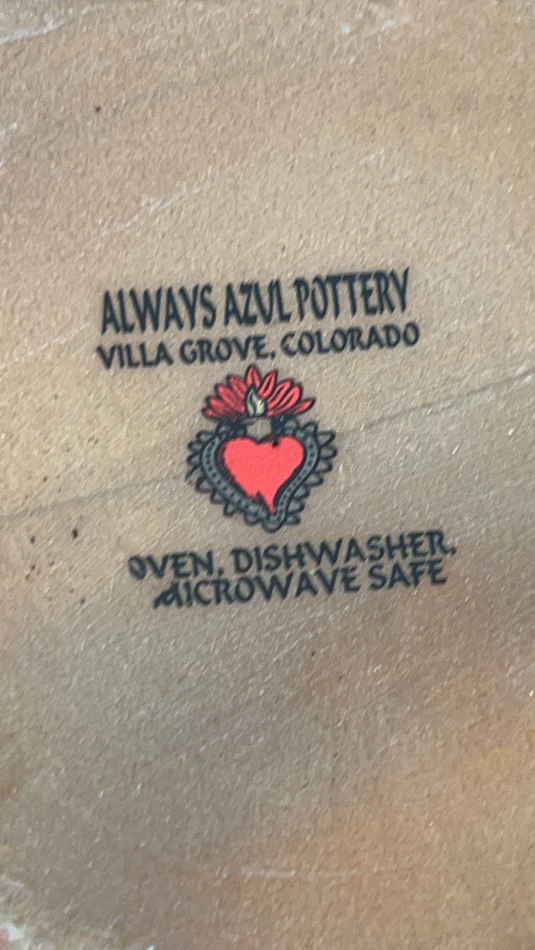 ALWAYS AZUL POTTERY
VILLA GROVE, COLORADO
OVEN, DISHWASHER,
MICROWAVE SAFE